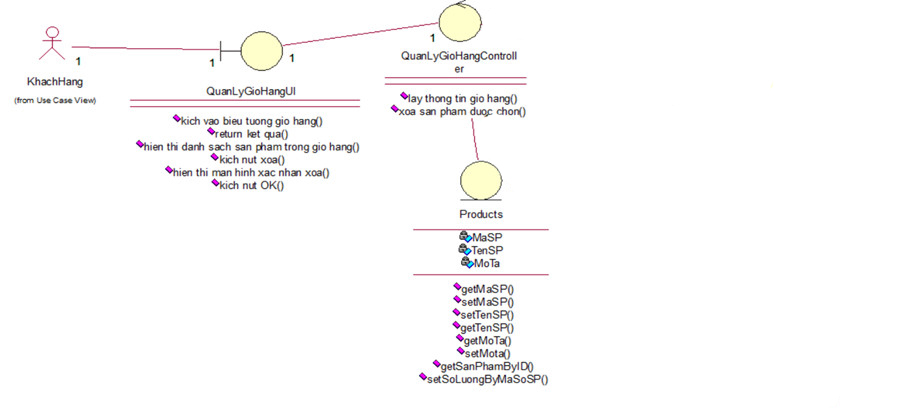 1
1
1
1
KhachHang
(from Use Case View)
QuanLyGioHangUI
kich vao bieu tuong gio hang()
return ket qua()
hien thi danh sach san pham trong gio hang()
kich nut xoa()
hien thi man hinh xac nhan xoa()
kich nut OK()
QuanLyGioHangControll
er
lay thong tin gio hang()
xoa san pham duoc chon()
Products
MaSP
TenSP
MoTa
getMaSP()
setMaSP()
setTenSP()
getTenSP()
getMoTa()
setMota()
getSanPhamByID()
setSoLuongByMaSoSP()